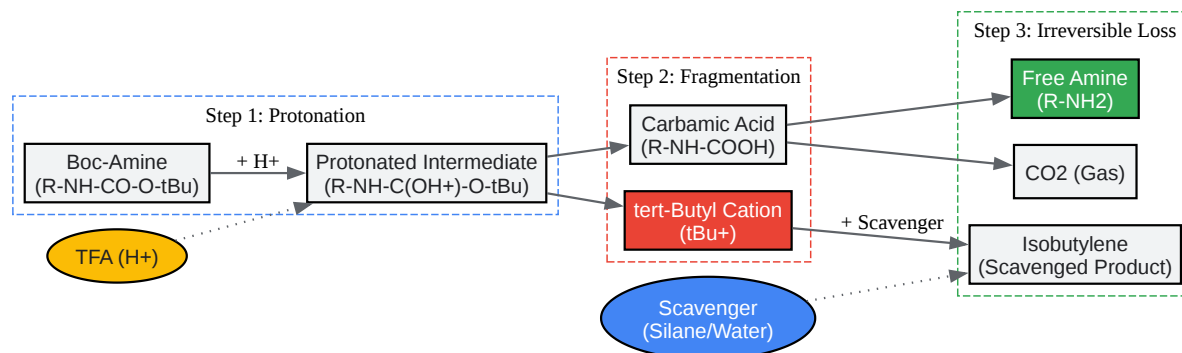 Step 1: Protonation
Boc-Amine
(R-NH-CO-O-tBu)
+ H+
Protonated Intermediate
(R-NH-C(OH+)-O-tBu)
TFA (H+)
Step 2: Fragmentation
Carbamic Acid
(R-NH-COOH)
tert-Butyl Cation
(tBu+)
+ Scavenger
Scavenger
(Silane/Water)
Step 3: Irreversible Loss
Free Amine
(R-NH2)
CO2 (Gas)
Isobutylene
(Scavenged Product)